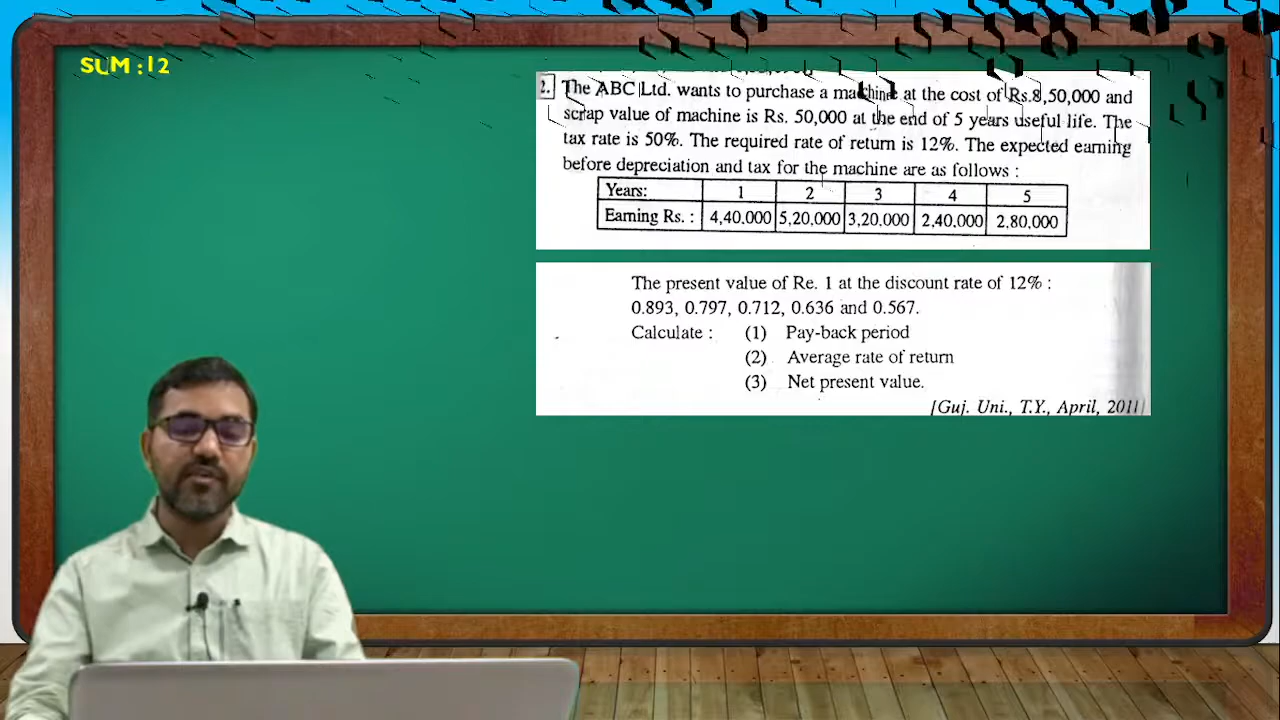 SUM :12
2. The ABC Ltd. wants to purchase a machine at the cost of Rs.8,50,000 and
scrap value of machine is Rs. 50,000 at the end of 5 years useful life. The
tax rate is 50%. The required rate of return is 12%. The expected earning
before depreciation and tax for the machine are as follows :
Years: 1 2 3 4 5
Earning Rs. : 4,40.000 5,20.000 3,20.000 2,40.000 2,80,000
The present value of Re. 1 at the discount rate of 12% :
0.893, 0.797, 0.712, 0.636 and 0.567.
Calculate : (1) Pay-back period
(2) Average rate of return
(3) Net present value.
[Guj. Uni., T.Y., April, 2011]